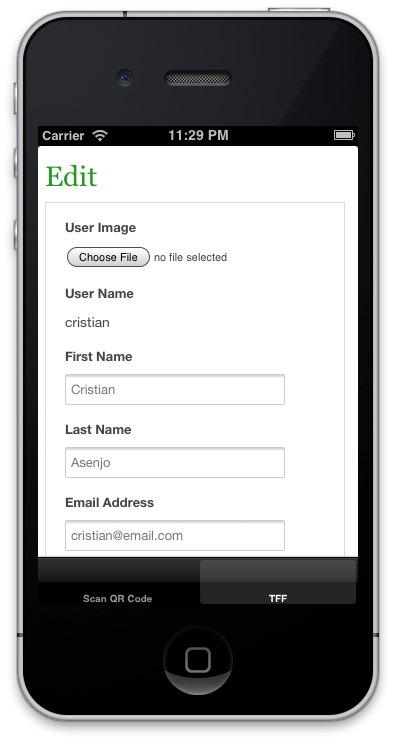 Carrier 11:29 PM
Edit
User Image
Choose File no file selected
User Name
cristian
First Name
Cristian
Last Name
Asenjo
Email Address
cristian@email.com
Scan QR Code TFF